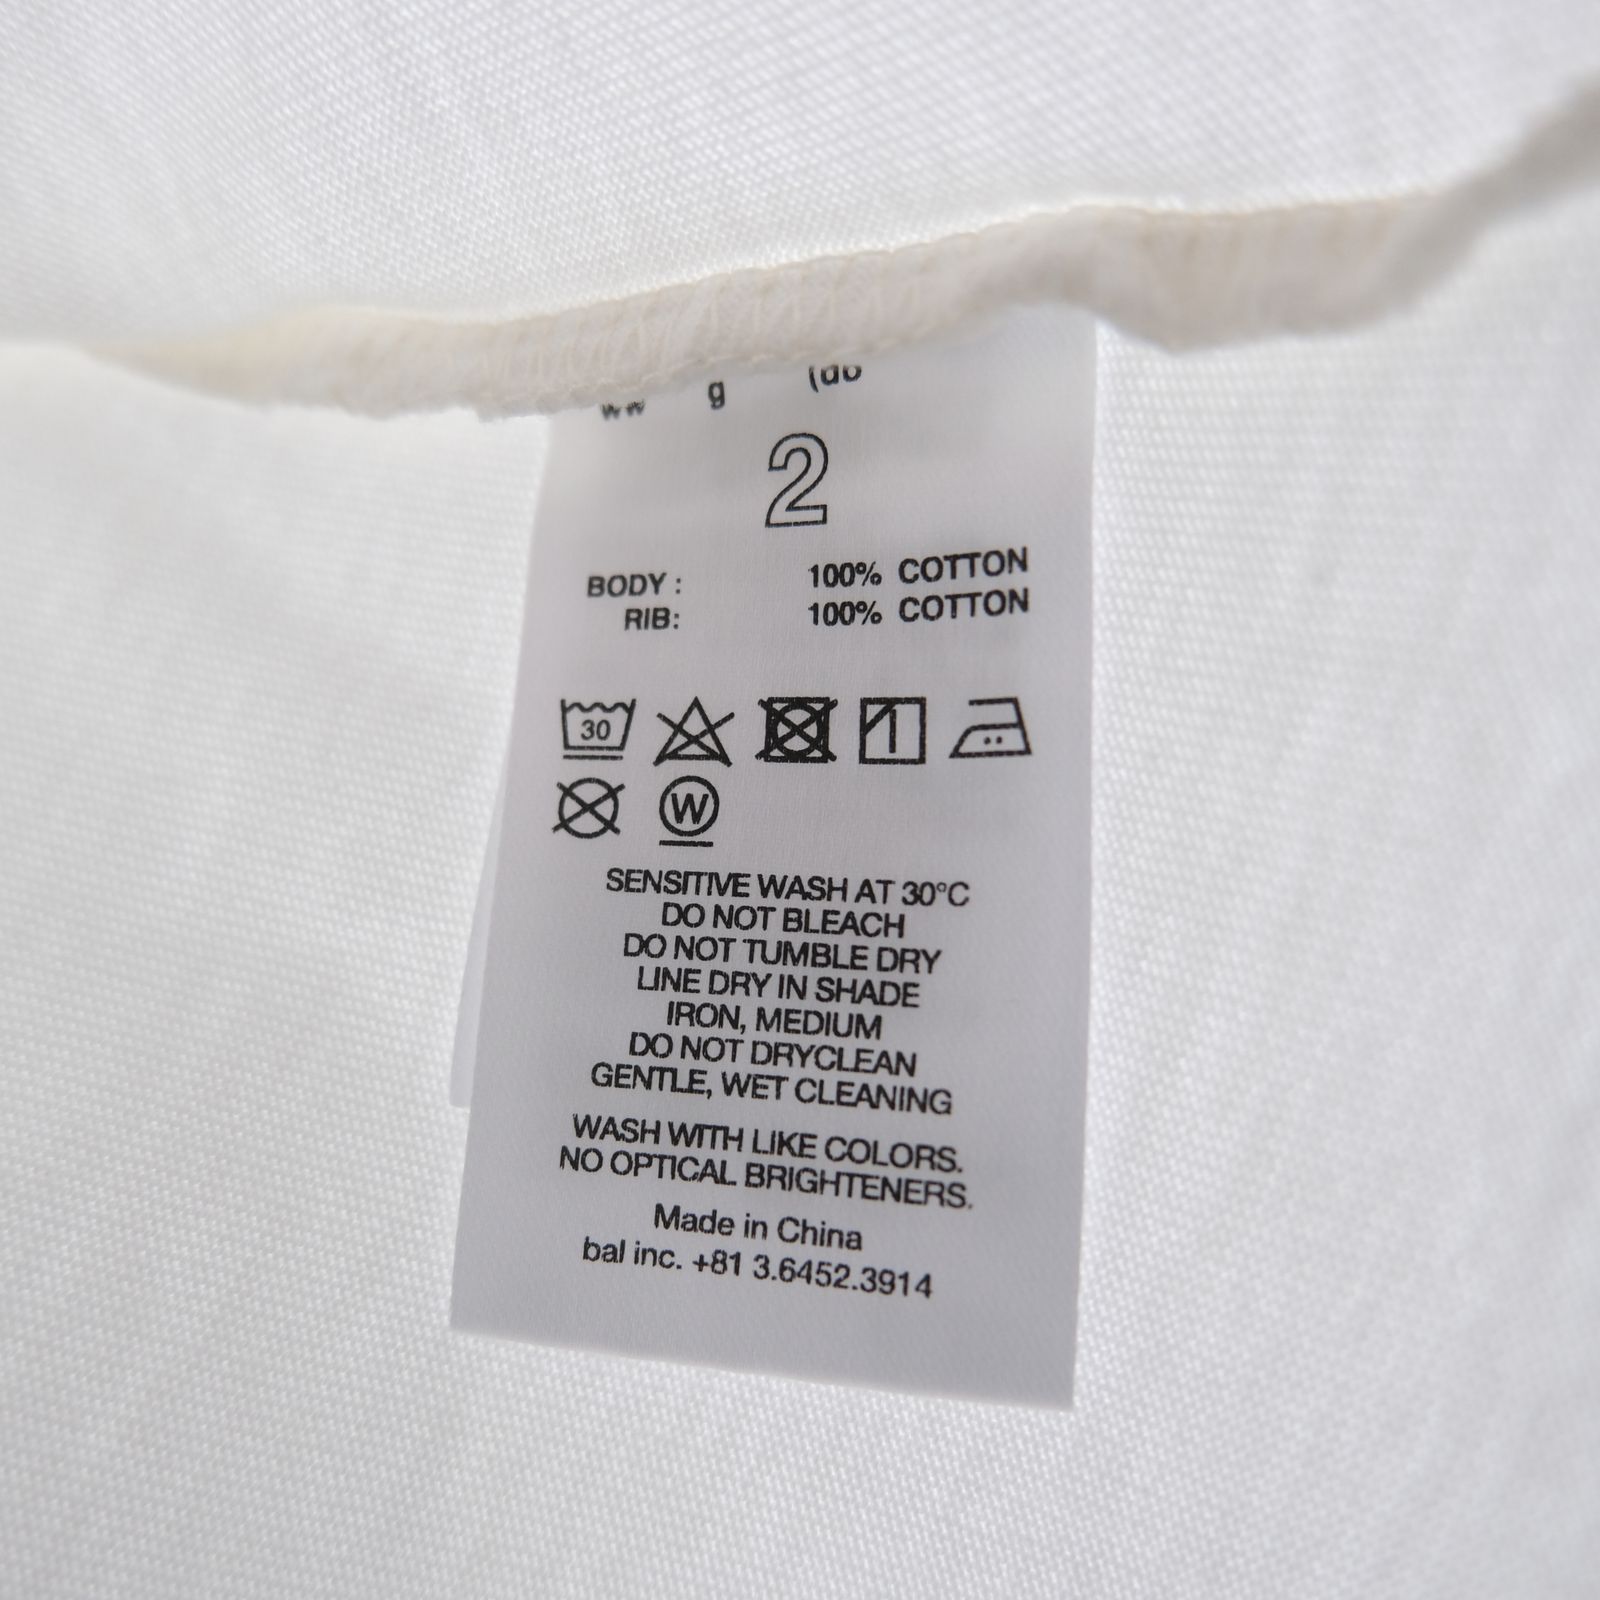 g
2
BODY : 100% COTTON
RIB: 100% COTTON
30
W
SENSITIVE WASH AT 30°C
DO NOT BLEACH
DO NOT TUMBLE DRY
LINE DRY IN SHADE
IRON, MEDIUM
DO NOT DRYCLEAN
GENTLE, WET CLEANING
WASH WITH LIKE COLORS.
NO OPTICAL BRIGHTENERS.
Made in China
bal inc. +81 3.6452.3914